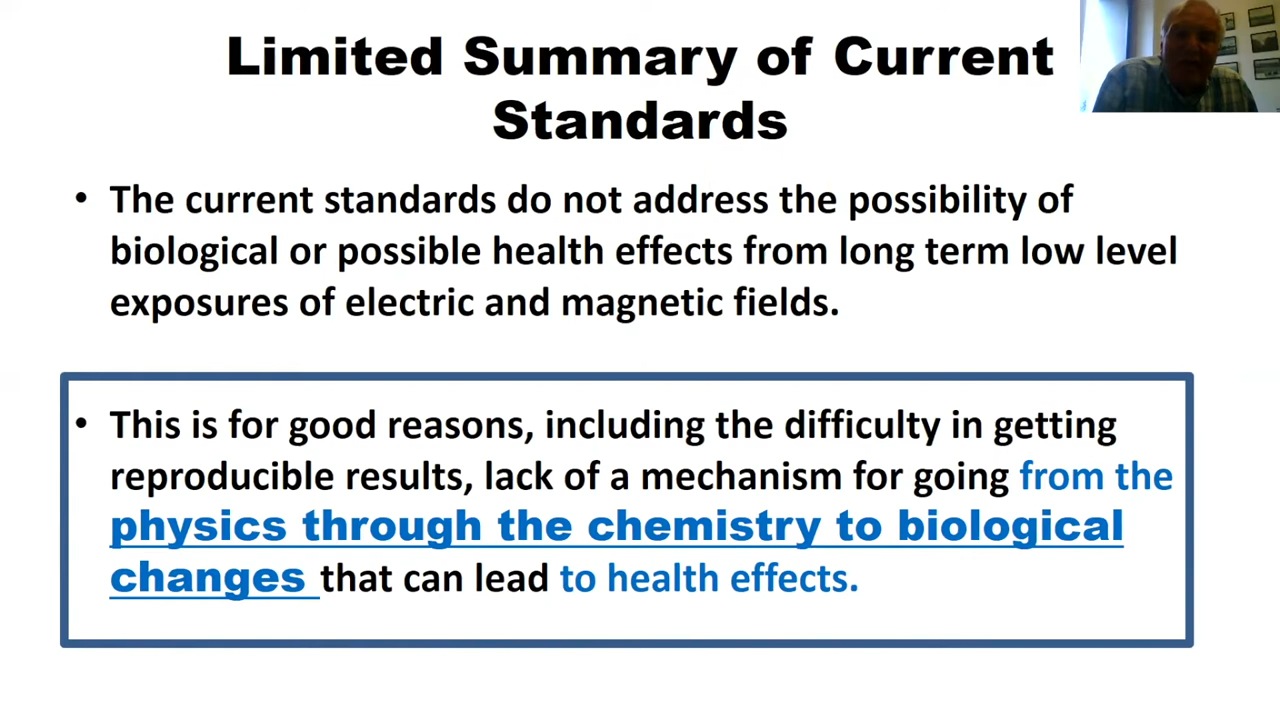 Limited Summary of Current
Standards
• The current standards do not address the possibility of
biological or possible health effects from long term low level
exposures of electric and magnetic fields.
• This is for good reasons, including the difficulty in getting
reproducible results, lack of a mechanism for going from the
physics through the chemistry to biological
changes that can lead to health effects.